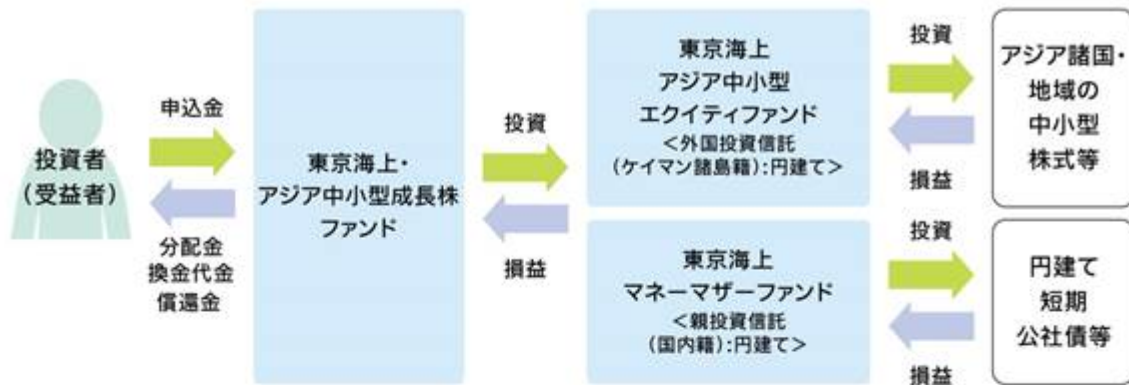 申込金
投資者
(受益者)
分配金
換金代金
償還金
東京海上・
アジア中小型成長株
ファンド
投資
損益
東京海上
アジア中小型
エクイティファンド
<外国投資信託
(ケイマン諸島籍):円建て>
投資
損益
アジア諸国・
地域の
中小型
株式等
東京海上
マネーマザーファンド
<親投資信託
(国内籍):円建て>
投資
損益
円建て
短期
公社債等